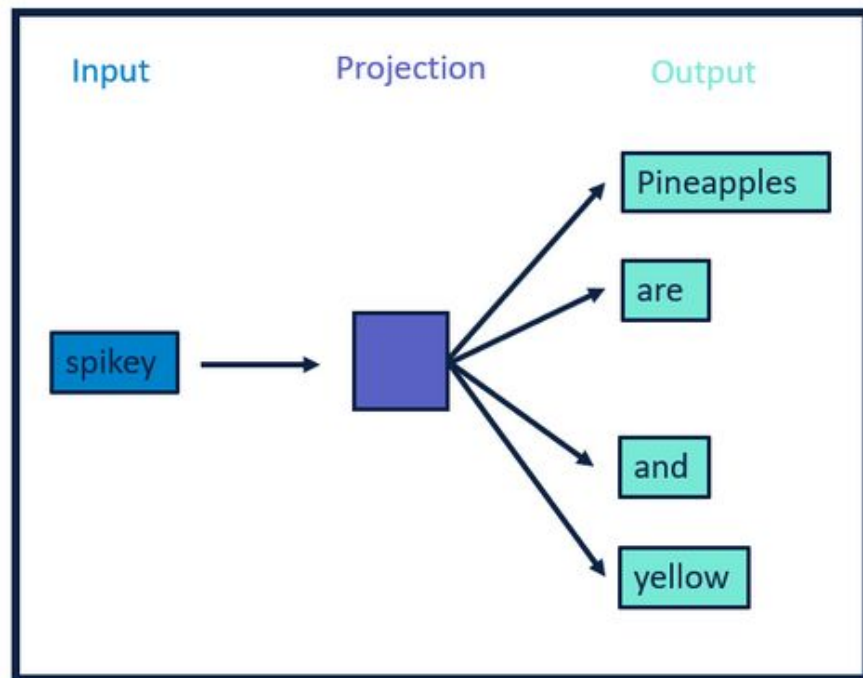 Input
Projection
Output
Pineapples
are
spikey
and
yellow